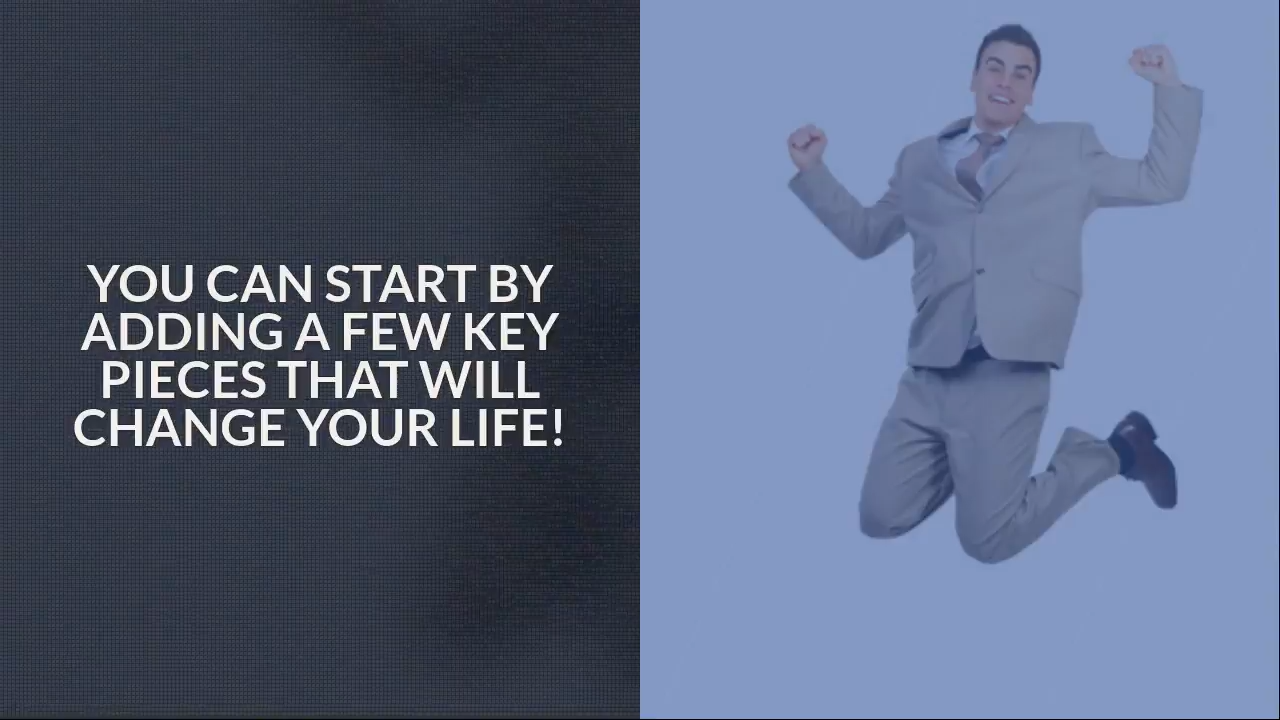 YOU CAN START BY
ADDING A FEW KEY
PIECES THAT WILL
CHANGE YOUR LIFE!